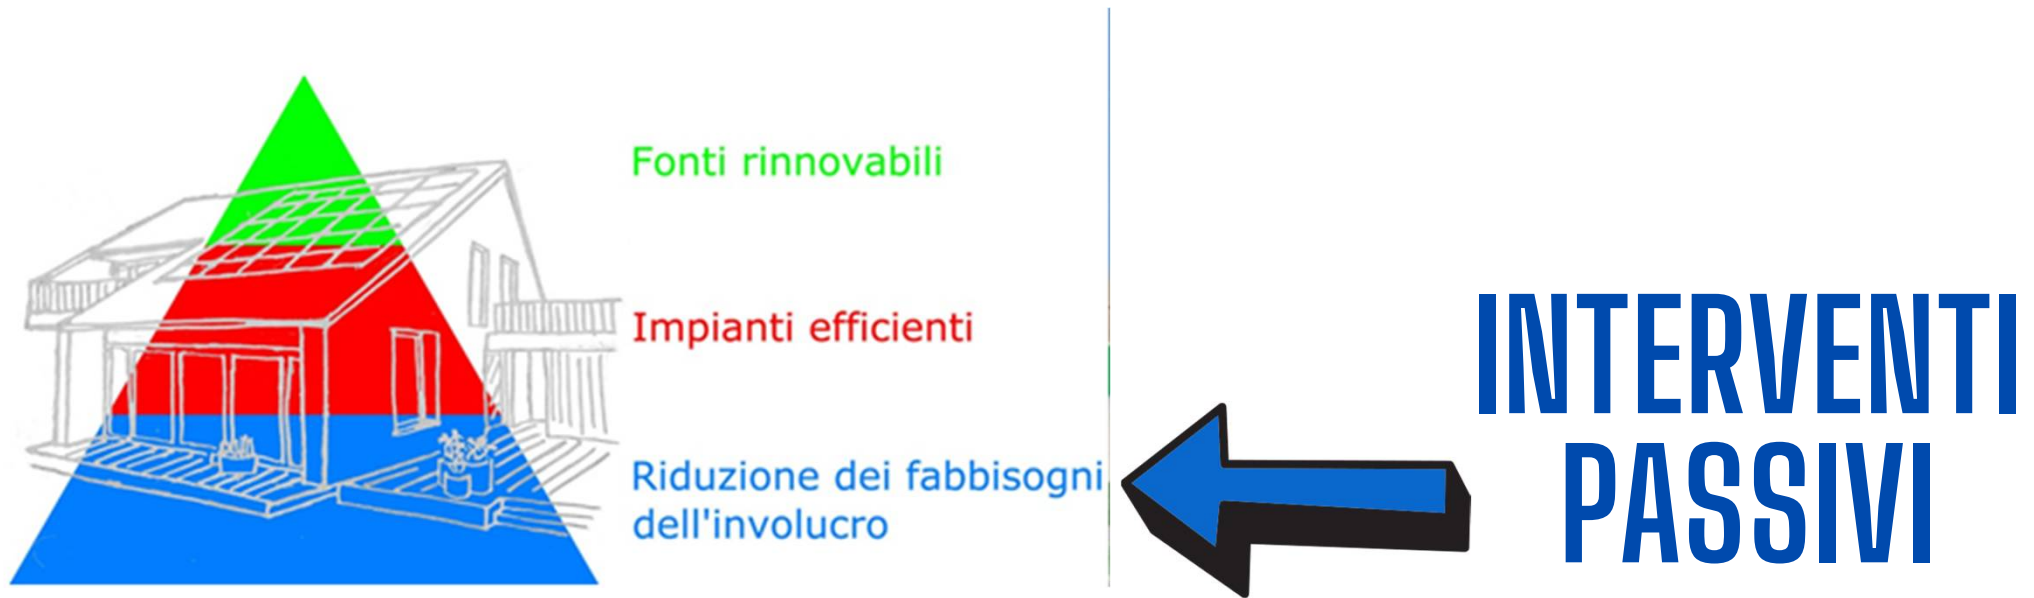 Fonti rinnovabili
Impianti efficienti
Riduzione dei fabbisogni
dell'involucro
INTERVENTI
PASSIVI